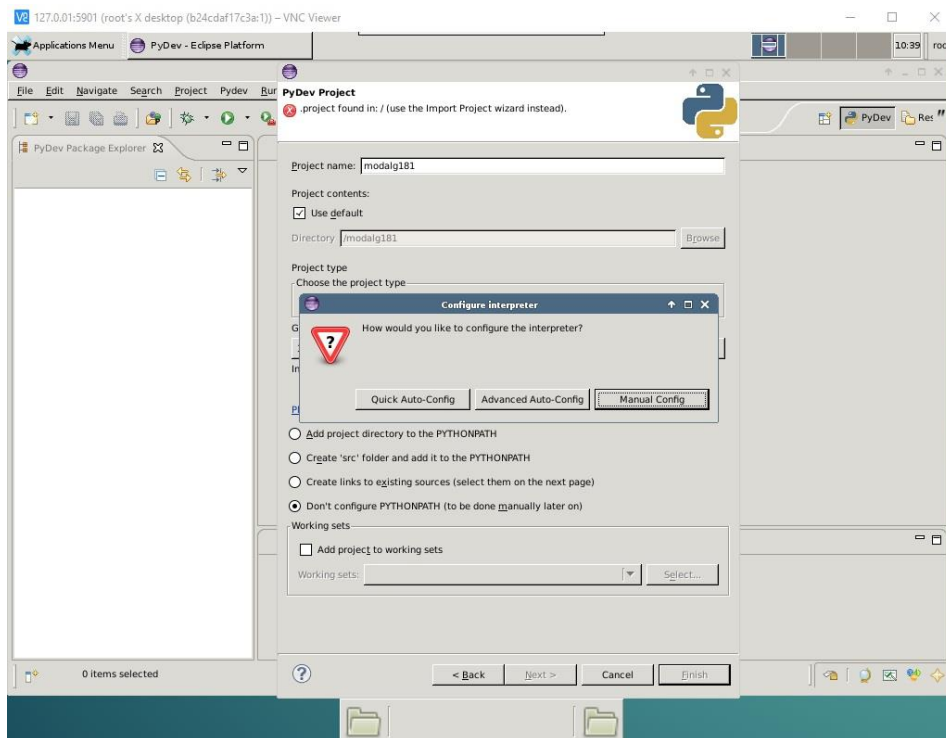 127.0.01:5901 (root's X desktop (b24cdaf17c3a:1)) – VNC Viewer
Applications Menu PyDev - Eclipse Platform 10:39
File Edit Navigate Search Project Pydev
PyDev Project
.project found in: / (use the Import Project wizard instead).
PyDev
PyDev Package Explorer
Project name: modalg181
Project contents:
Use default
Directory /modalg181 Browse
Project type
Choose the project type
Configure interpreter
How would you like to configure the interpreter?
Quick Auto-Config Advanced Auto-Config Manual Config
Add project directory to the PYTHONPATH
Create 'src' folder and add it to the PYTHONPATH
Create links to existing sources (select them on the next page)
Don't configure PYTHONPATH (to be done manually later on)
Working sets
Add project to working sets
Working sets: Select...
0 items selected
< Back Next > Cancel Finish